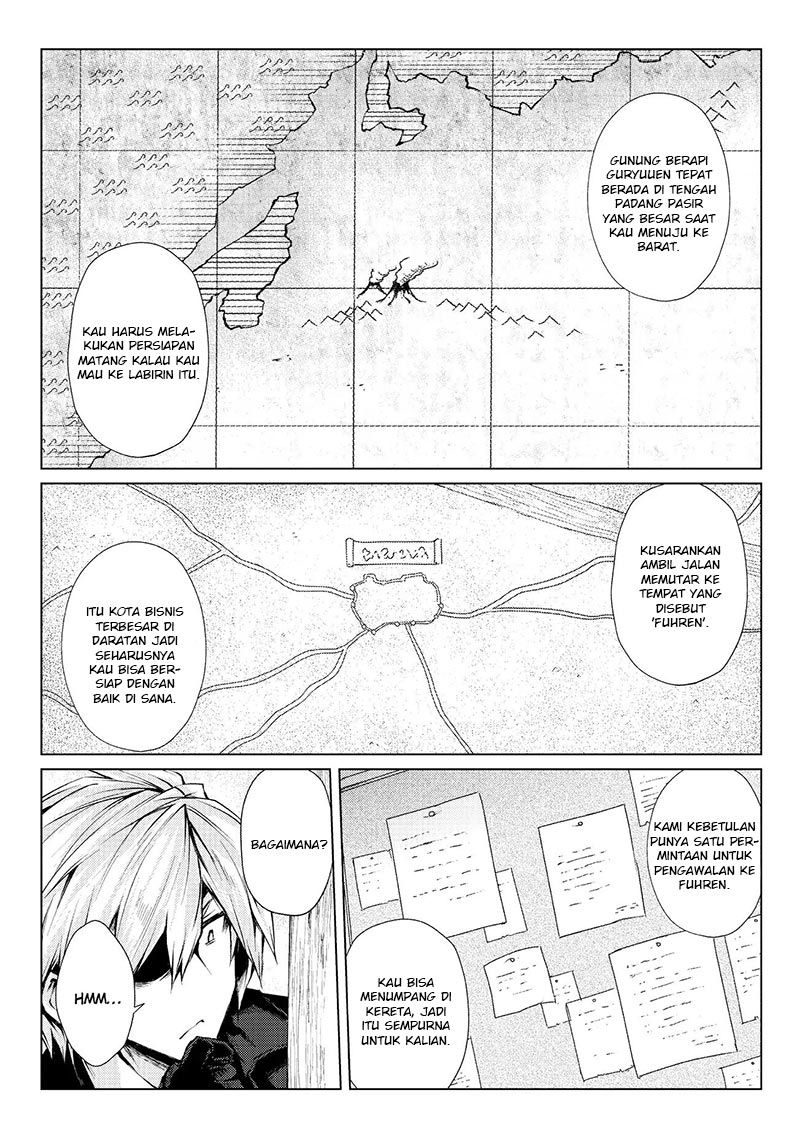 GUNUNG BERAPI
GURYUUEN TEPAT
BERADA DI TENGAH
PADANG PASIR
YANG BESAR SAAT
KAU MENUJU KE
BARAT.
KAU HARUS MELA-
KUKAN PERSIAPAN
MATANG KALAU KAU
MAU KE LABIRIN ITU.
KUSARANKAN
AMBIL JALAN
MEMUTAR KE
TEMPAT YANG
DISEBUT
'FUHREN'.
ITU KOTA BISNIS
TERBESAR DI
DARATAN JADI
SEHARUSNYA
KAU BISA BER-
SIAP DENGAN
BAIK DI SANA.
KAMI KEBETULAN
PUNYA SATU PER-
MINTAAN UNTUK
PENGAWALAN KE
FUHREN.
KAU BISA
MENUMPANG DI
KERETA, JADI
ITU SEMPURNA
UNTUK KALIAN.
BAGAIMANA?
HMM...